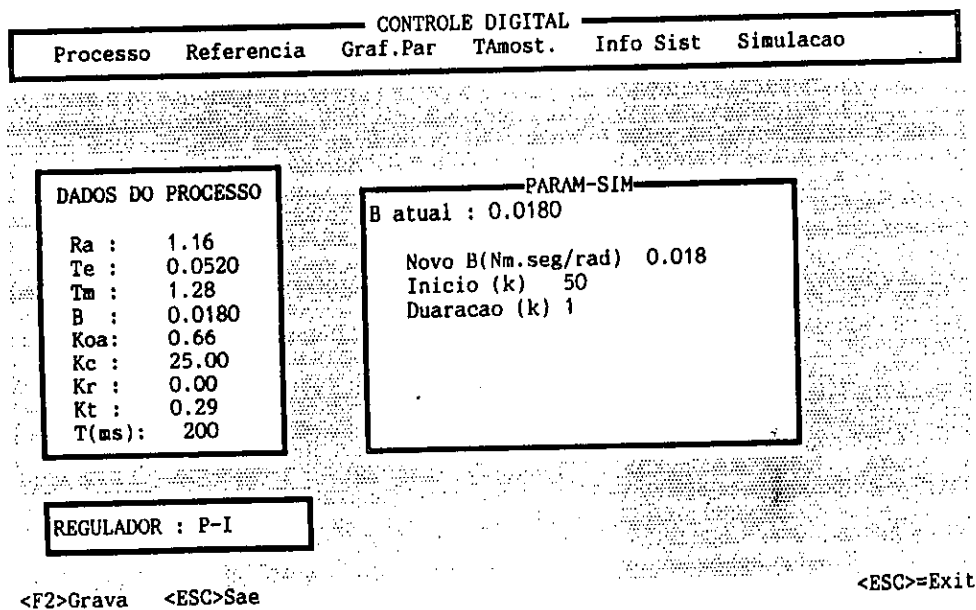 CONTROLE DIGITAL
Processo Referencia Graf.Par TAmost. Info Sist Simulacao
DADOS DO PROCESSO
Ra : 1.16
Te : 0.0520
Tm : 1.28
B : 0.0180
Koa: 0.66
Kc : 25.00
Kr : 0.00
Kt : 0.29
T(ms): 200
PARAM-SIM
B atual : 0.0180
Novo B(Nm.seg/rad) 0.018
Inicio (k) 50
Duaracao (k) 1
REGULADOR : P-I
<F2>Grava <ESC>Sae
<ESC>=Exit